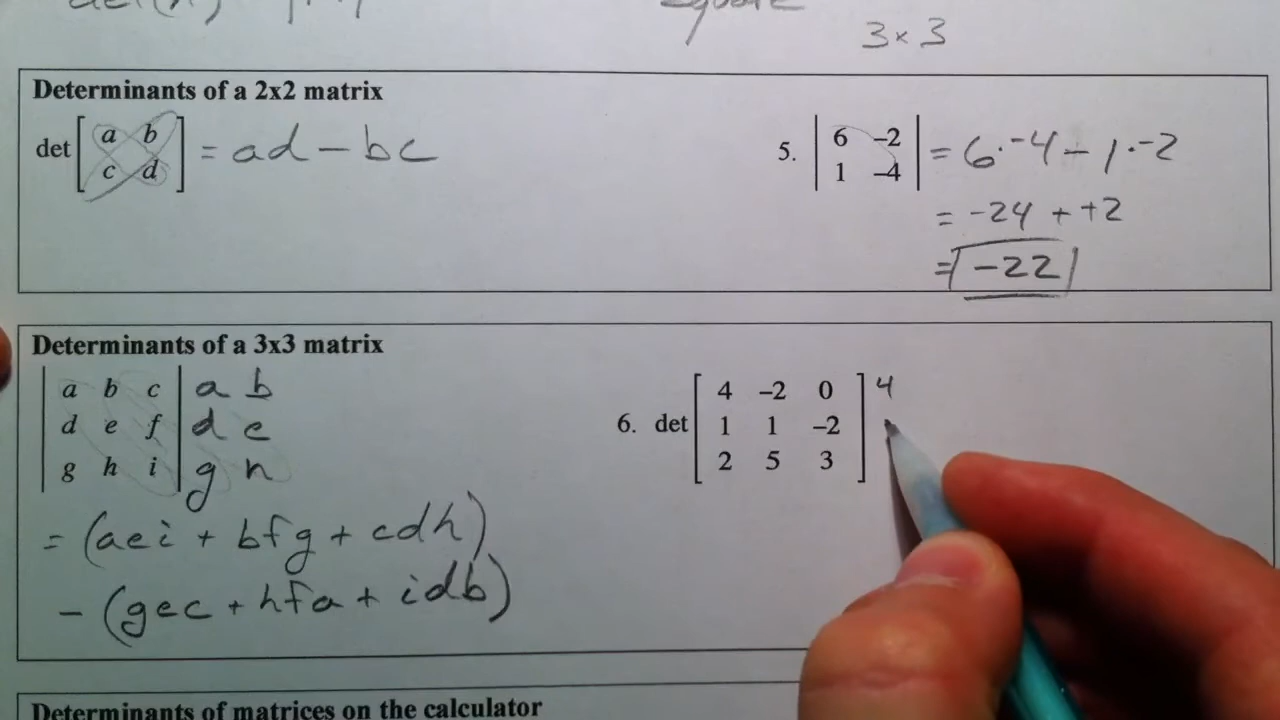 3 × 3
Determinants of a 2x2 matrix
det [ a b = ad - bc
c d ]
5. | 6 –2 | = 6·-4 - 1·-2
1 –4
= -24 + +2
= -22
Determinants of a 3x3 matrix
a b c a b
d e f d e
g h i g h
= (aei + bfg + cdh)
- (gec + hfa + idb)
6. det [ 4 –2 0 ] 4
1 1 –2
2 5 3
Determinants of matrices on the calculator